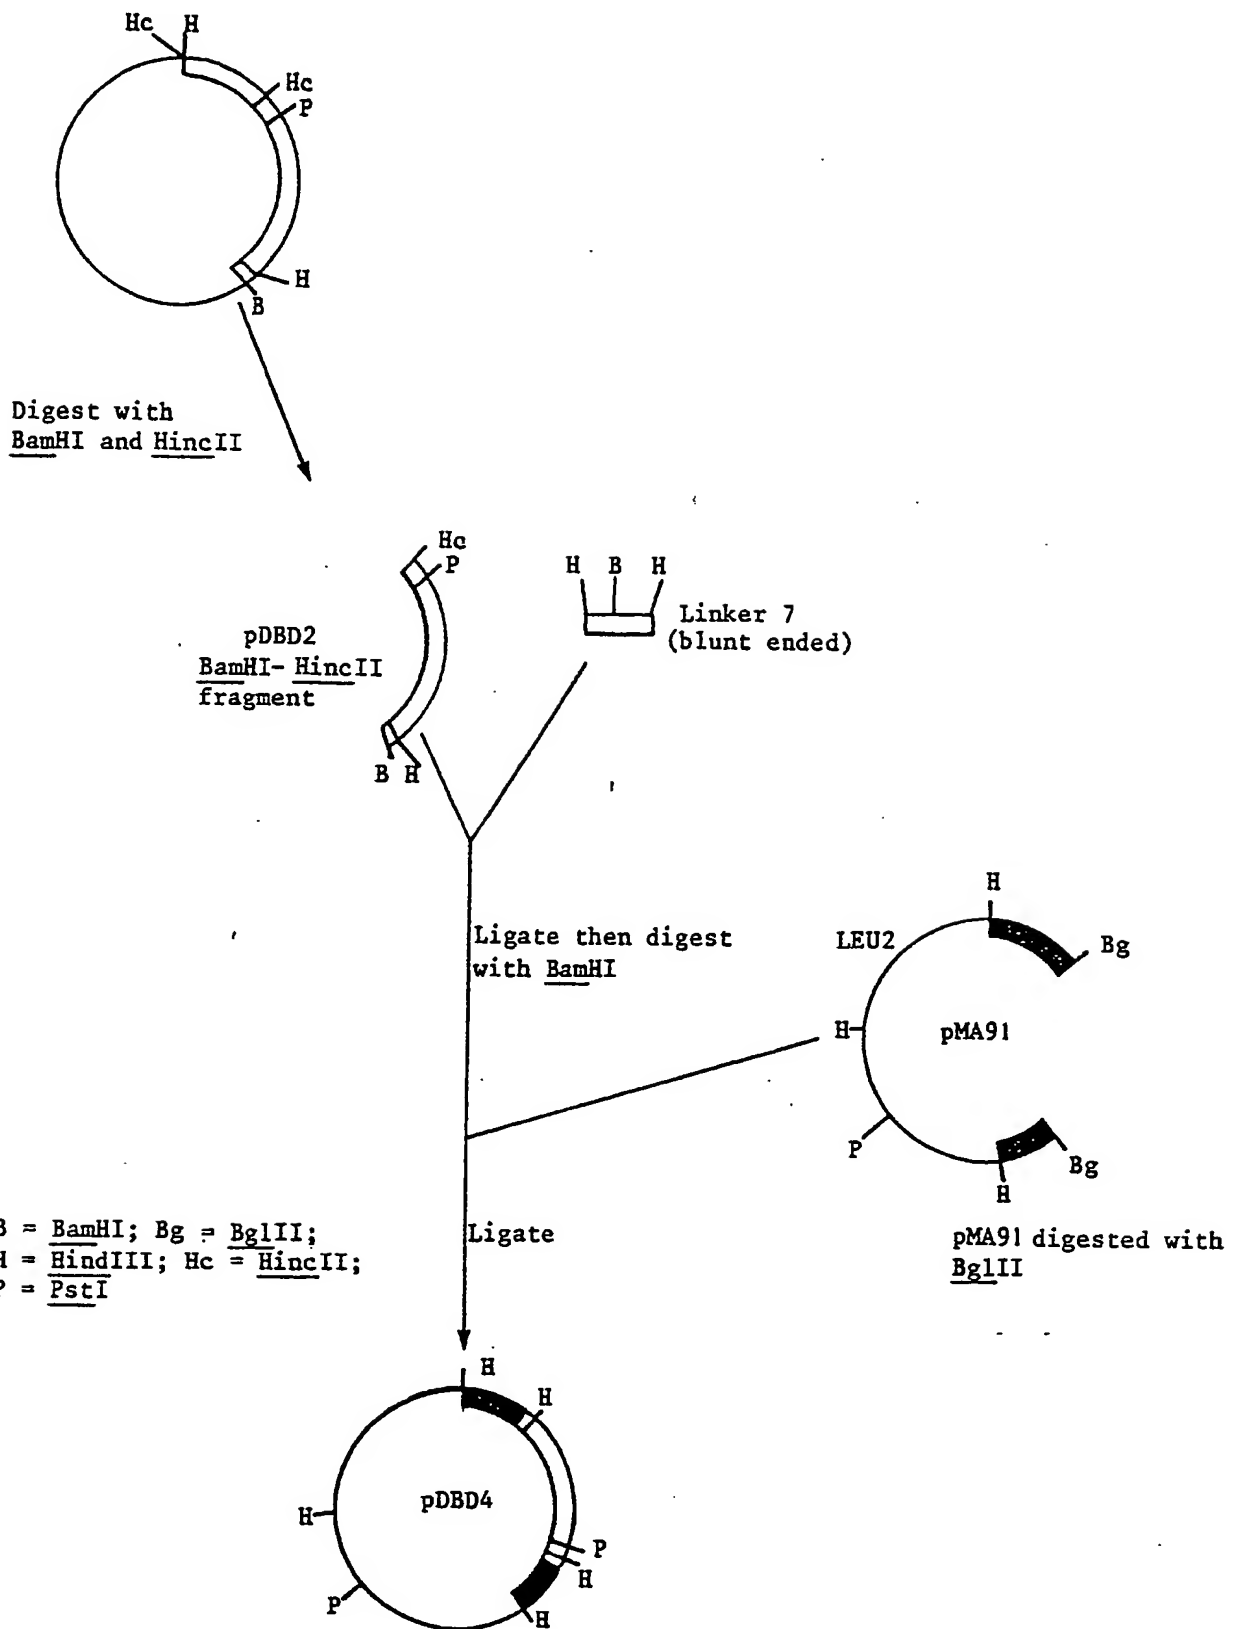 Hc H
Hc
P
H
B
Digest with
BamHI and HincII
Hc
P
H B H
Linker 7
(blunt ended)
pDBD2
BamHI- HincII
fragment
B H
H
LEU2
Bg
Ligate then digest
with BamHI
H
pMA91
P
Bg
H
B = BamHI; Bg = BglII;
H = HindIII; Hc = HincII;
P = PstI
Ligate
pMA91 digested with
BglII
H
H
pDBD4
H
P
H
P
H